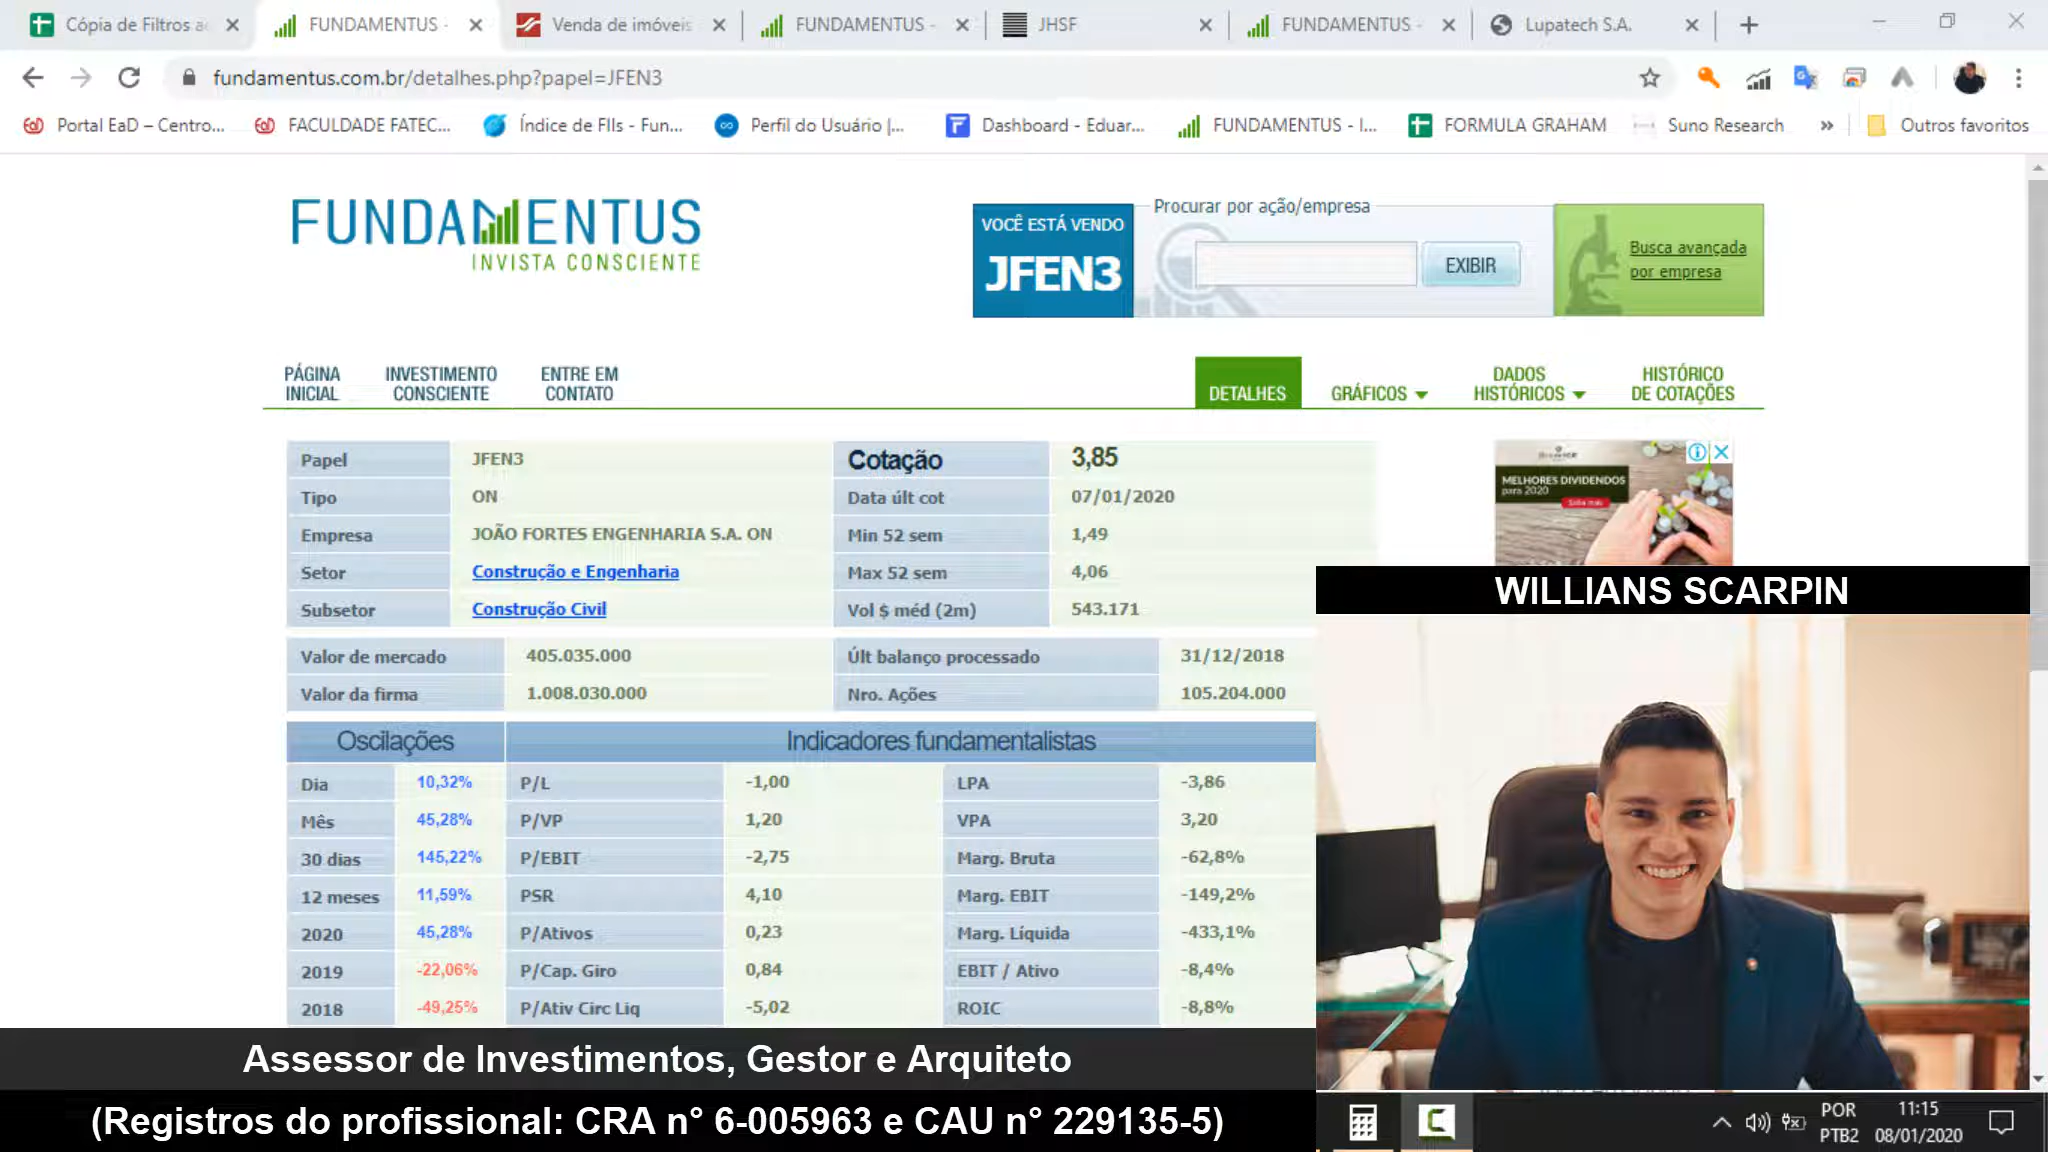 Cópia de Filtros a
FUNDAMENTUS -
Venda de imóveis
FUNDAMENTUS -
JHSF
FUNDAMENTUS -
Lupatech S.A.
fundamentus.com.br/detalhes.php?papel=JFEN3
Portal EaD – Centro...
FACULDADE FATEC...
Índice de FIIs - Fun...
Perfil do Usuário |...
Dashboard - Eduar...
FUNDAMENTUS - I...
FORMULA GRAHAM
Suno Research
»
Outros favoritos
FUNDAMENTUS
INVISTA CONSCIENTE
VOCÊ ESTÁ VENDO
JFEN3
Procurar por ação/empresa
EXIBIR
Busca avançada
por empresa
PÁGINA
INICIAL
INVESTIMENTO
CONSCIENTE
ENTRE EM
CONTATO
DETALHES
GRÁFICOS
DADOS
HISTÓRICOS
HISTÓRICO
DE COTAÇÕES
Papel JFEN3 Cotação 3,85
Tipo ON Data últ cot 07/01/2020
Empresa JOÃO FORTES ENGENHARIA S.A. ON Min 52 sem 1,49
Setor Construção e Engenharia Max 52 sem 4,06
Subsetor Construção Civil Vol $ méd (2m) 543.171
MELHORES DIVIDENDOS
para 2020
Saiba mais
Valor de mercado 405.035.000 Últ balanço processado 31/12/2018
Valor da firma 1.008.030.000 Nro. Ações 105.204.000
Oscilações Indicadores fundamentalistas
Dia 10,32% P/L -1,00 LPA -3,86
Mês 45,28% P/VP 1,20 VPA 3,20
30 dias 145,22% P/EBIT -2,75 Marg. Bruta -62,8%
12 meses 11,59% PSR 4,10 Marg. EBIT -149,2%
2020 45,28% P/Ativos 0,23 Marg. Líquida -433,1%
2019 -22,06% P/Cap. Giro 0,84 EBIT / Ativo -8,4%
2018 -49,25% P/Ativ Circ Liq -5,02 ROIC -8,8%
WILLIANS SCARPIN
Assessor de Investimentos, Gestor e Arquiteto
(Registros do profissional: CRA n° 6-005963 e CAU n° 229135-5)
POR
PTB2
11:15
08/01/2020